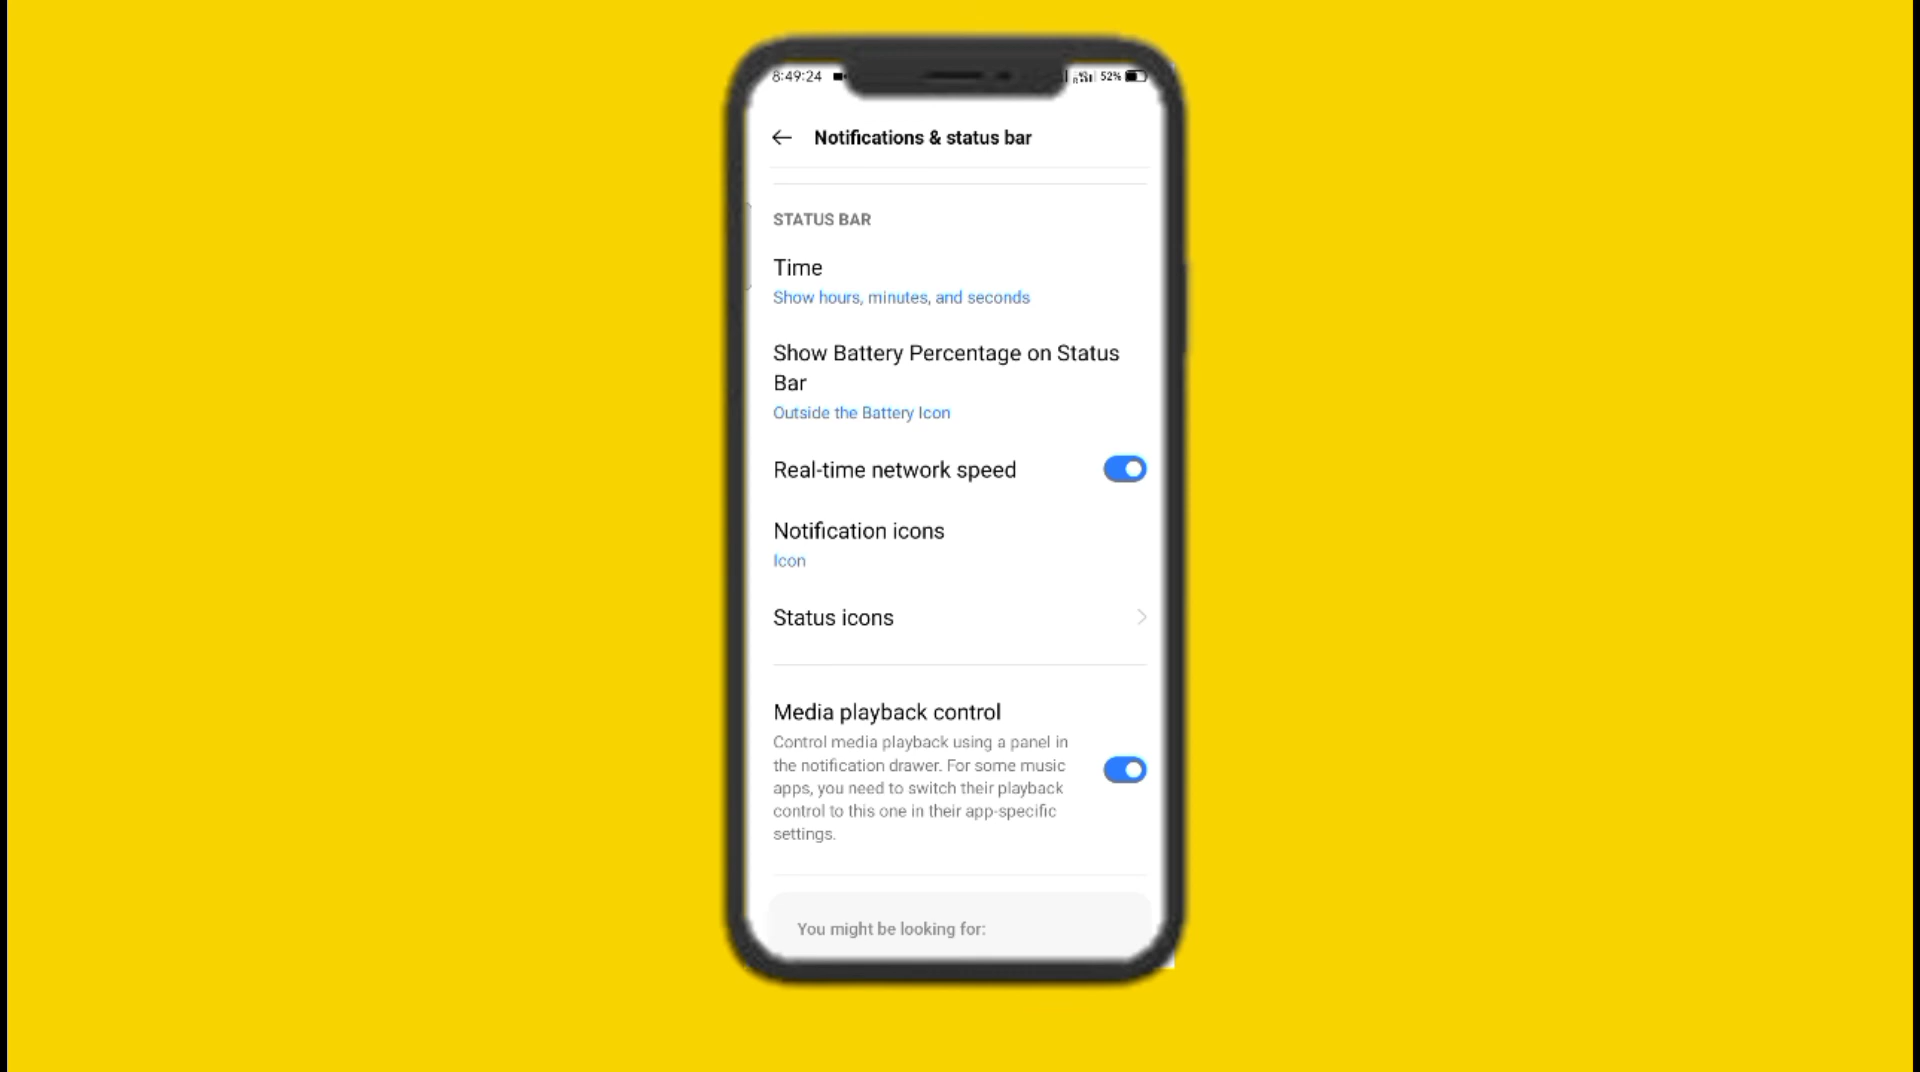 8:49:24 52%
Notifications & status bar
STATUS BAR
Time
Show hours, minutes, and seconds
Show Battery Percentage on Status
Bar
Outside the Battery Icon
Real-time network speed
Notification icons
Icon
Status icons
Media playback control
Control media playback using a panel in
the notification drawer. For some music
apps, you need to switch their playback
control to this one in their app-specific
settings.
You might be looking for: